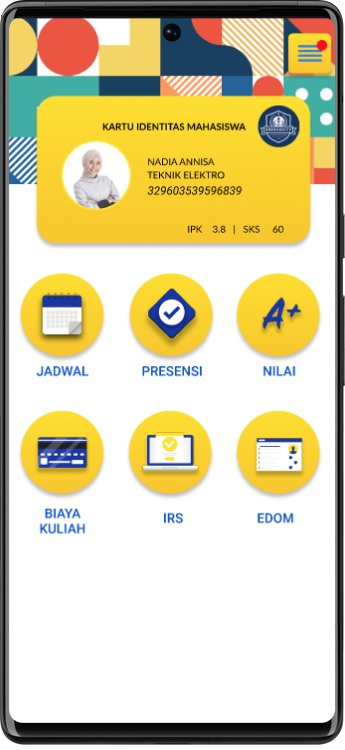 KARTU IDENTITAS MAHASISWA
NADIA ANNISA
TEKNIK ELEKTRO
329603539596839
IPK 3.8 | SKS 60
JADWAL
PRESENSI
A+
NILAI
BIAYA
KULIAH
IRS
EDOM